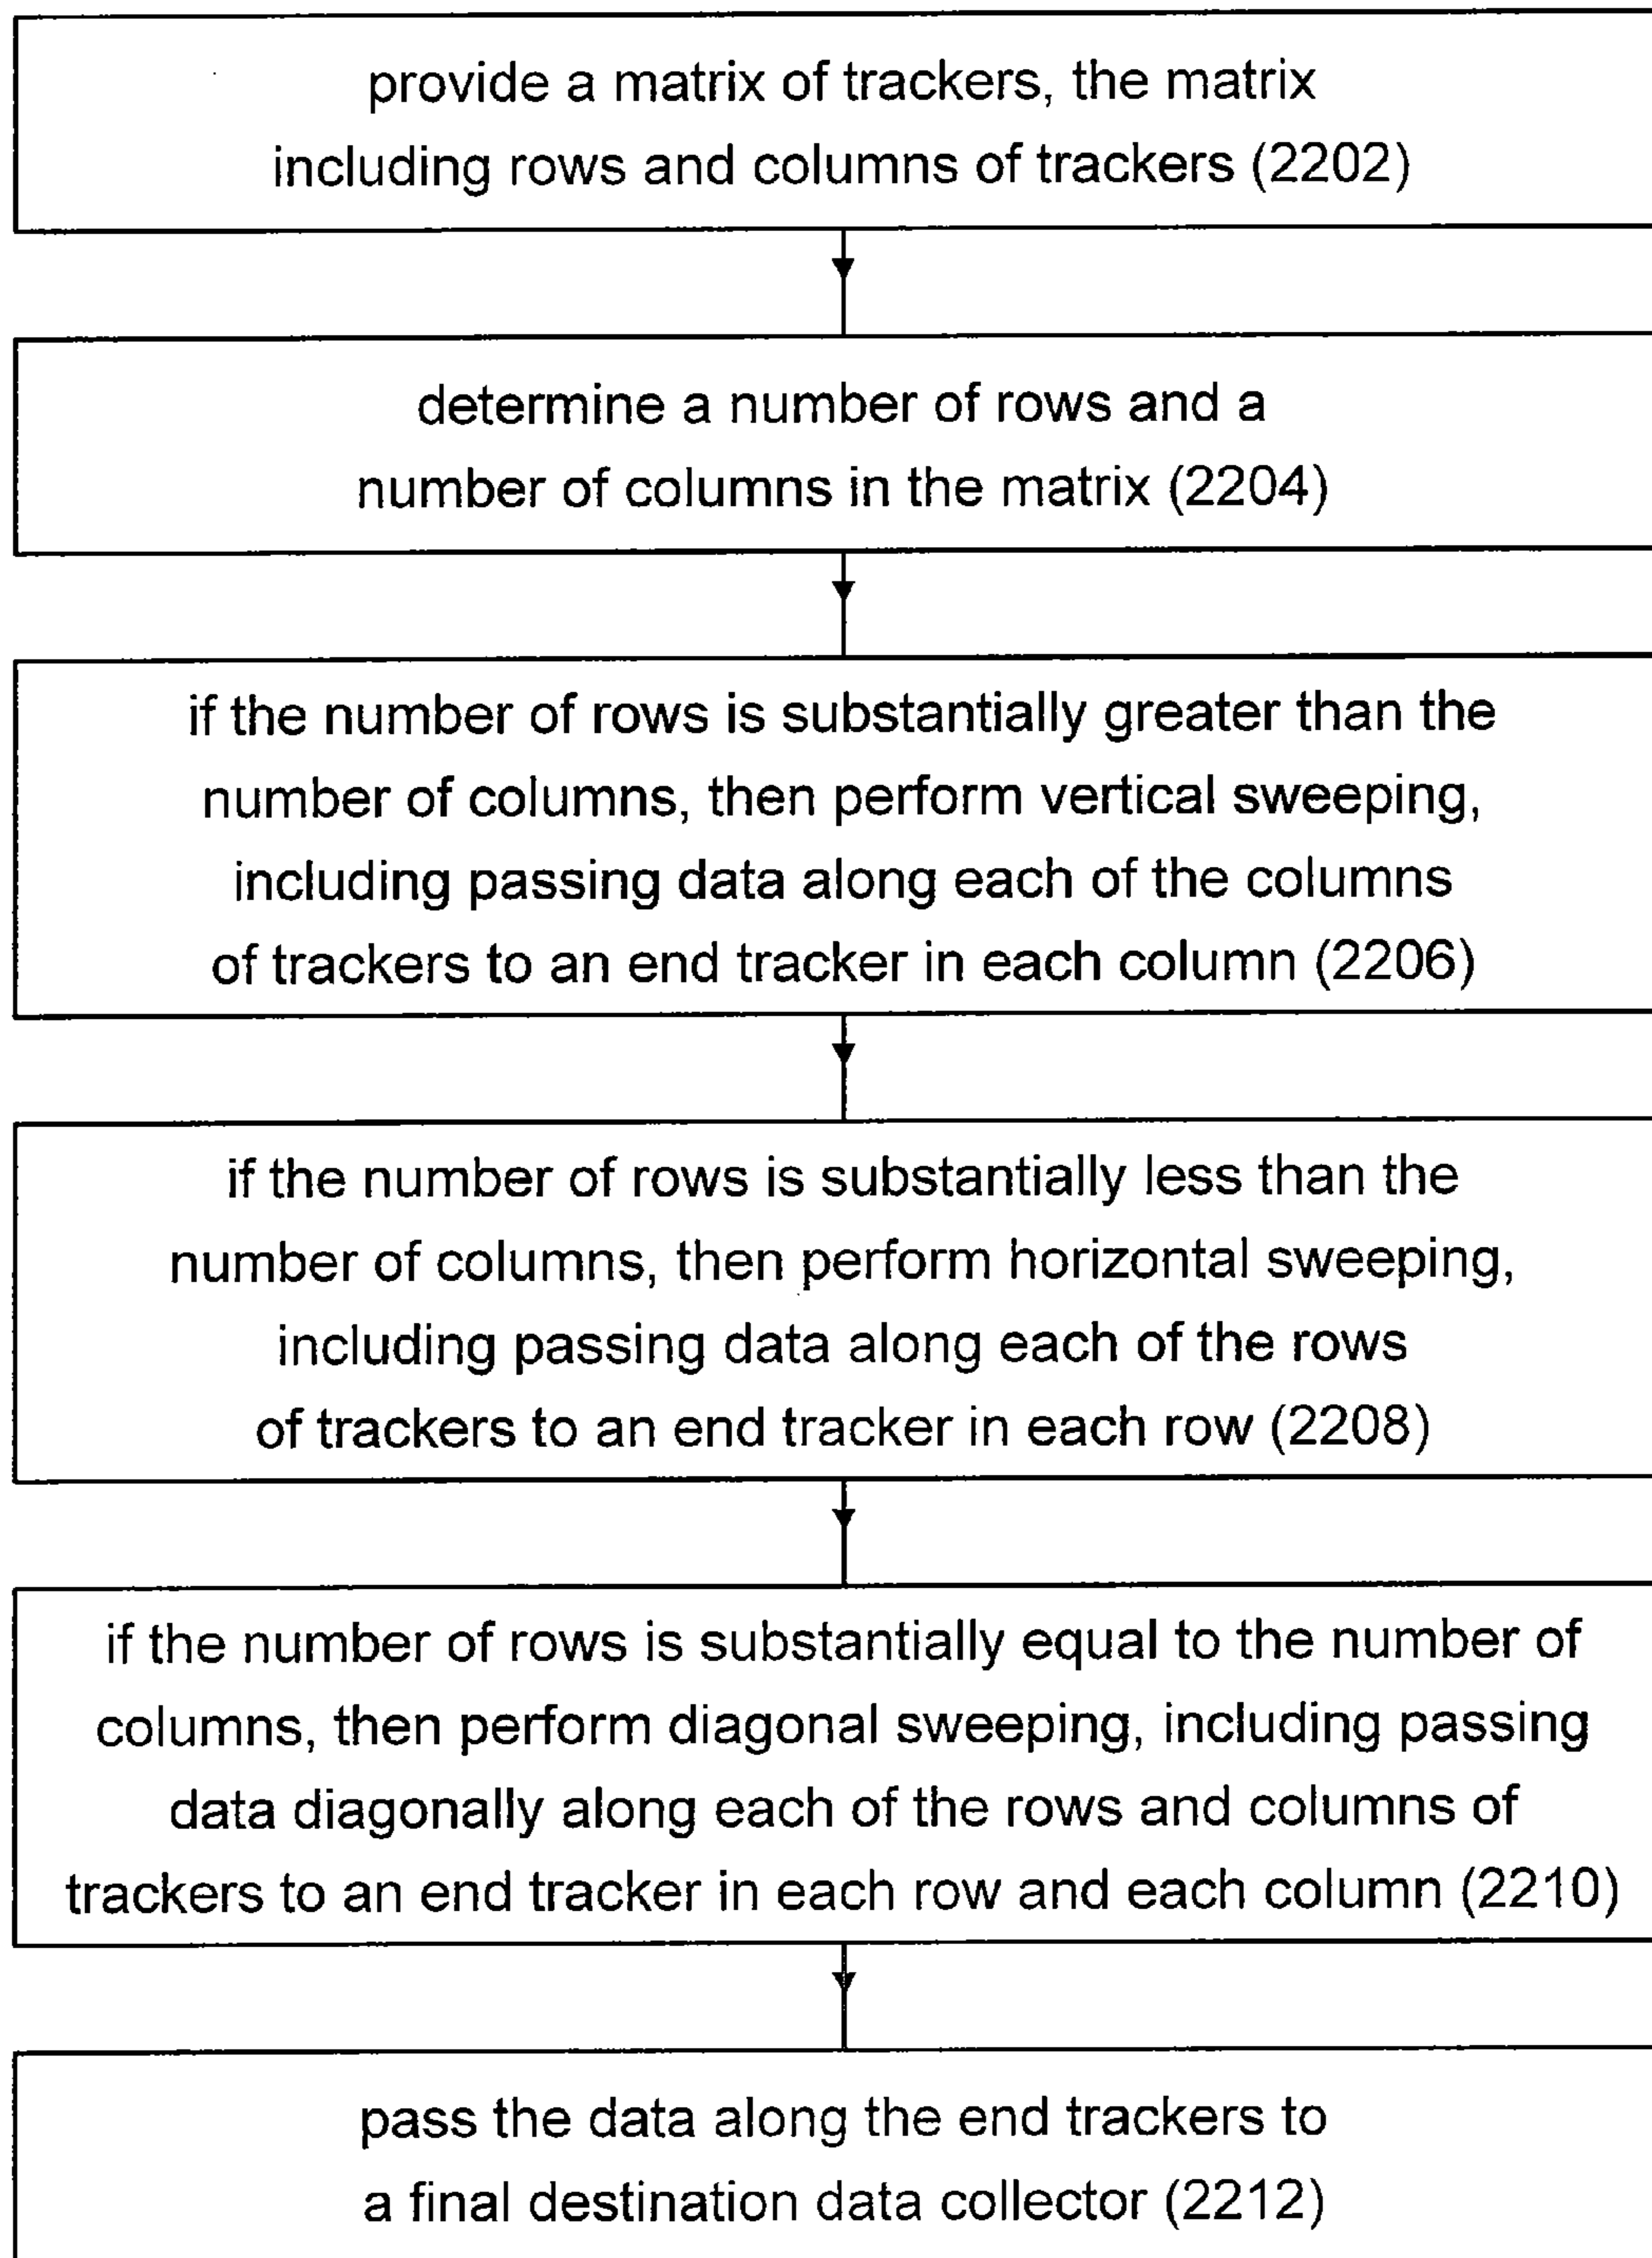 provide a matrix of trackers, the matrix
including rows and columns of trackers (2202)
determine a number of rows and a
number of columns in the matrix (2204)
if the number of rows is substantially greater than the
number of columns, then perform vertical sweeping,
including passing data along each of the columns
of trackers to an end tracker in each column (2206)
if the number of rows is substantially less than the
number of columns, then perform horizontal sweeping,
including passing data along each of the rows
of trackers to an end tracker in each row (2208)
if the number of rows is substantially equal to the number of
columns, then perform diagonal sweeping, including passing
data diagonally along each of the rows and columns of
trackers to an end tracker in each row and each column (2210)
pass the data along the end trackers to
a final destination data collector (2212)